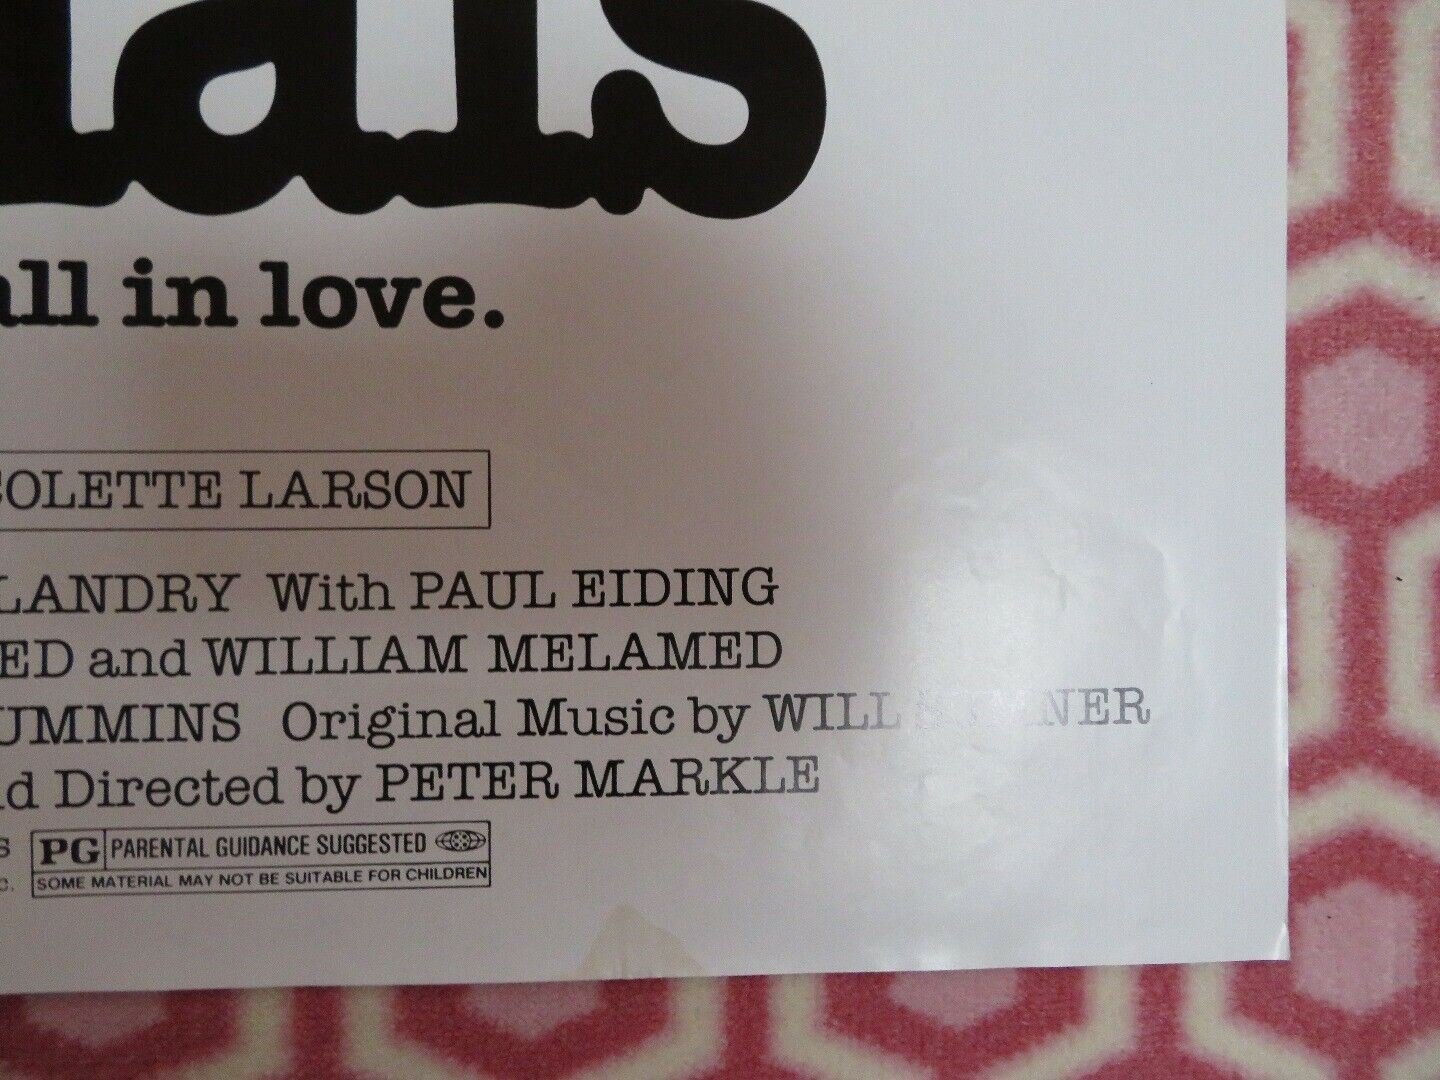 all in love.
COLETTE LARSON
LANDRY With PAUL EIDING
ED and WILLIAM MELAMED
UMMINS Original Music by WILL
d Directed by PETER MARKLE
S PG PARENTAL GUIDANCE SUGGESTED
c. SOME MATERIAL MAY NOT BE SUITABLE FOR CHILDREN